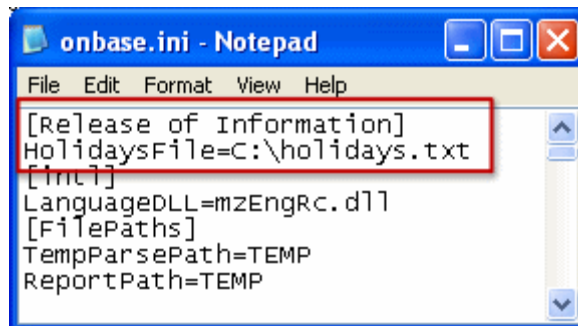 onbase.ini - Notepad
File Edit Format View Help
[Release of Information]
HolidaysFile=C:\holidays.txt
[intl]
LanguageDLL=mzEngRc.dll
[FilePaths]
TempParsePath=TEMP
ReportPath=TEMP